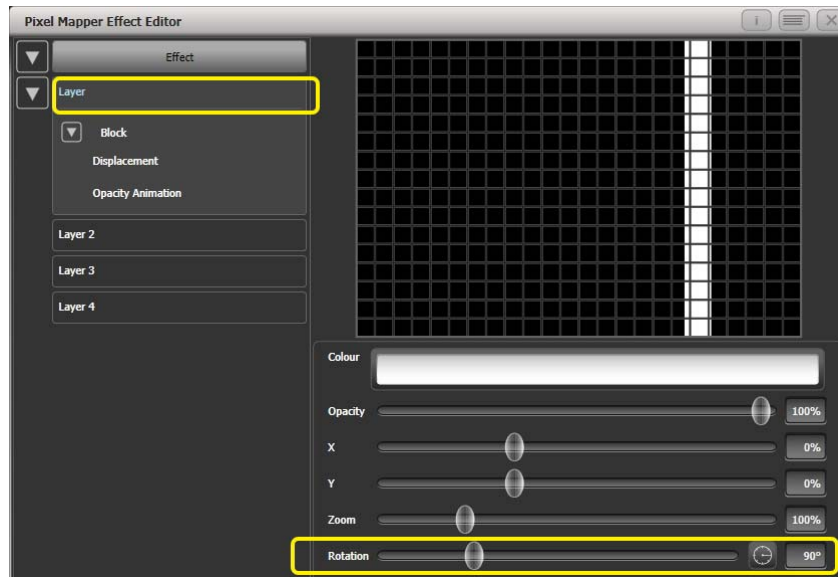 Pixel Mapper Effect Editor
Effect
Layer
Block
Displacement
Opacity Animation
Layer 2
Layer 3
Layer 4
Colour
Opacity 100%
X 0%
Y 0%
Zoom 100%
Rotation 90°